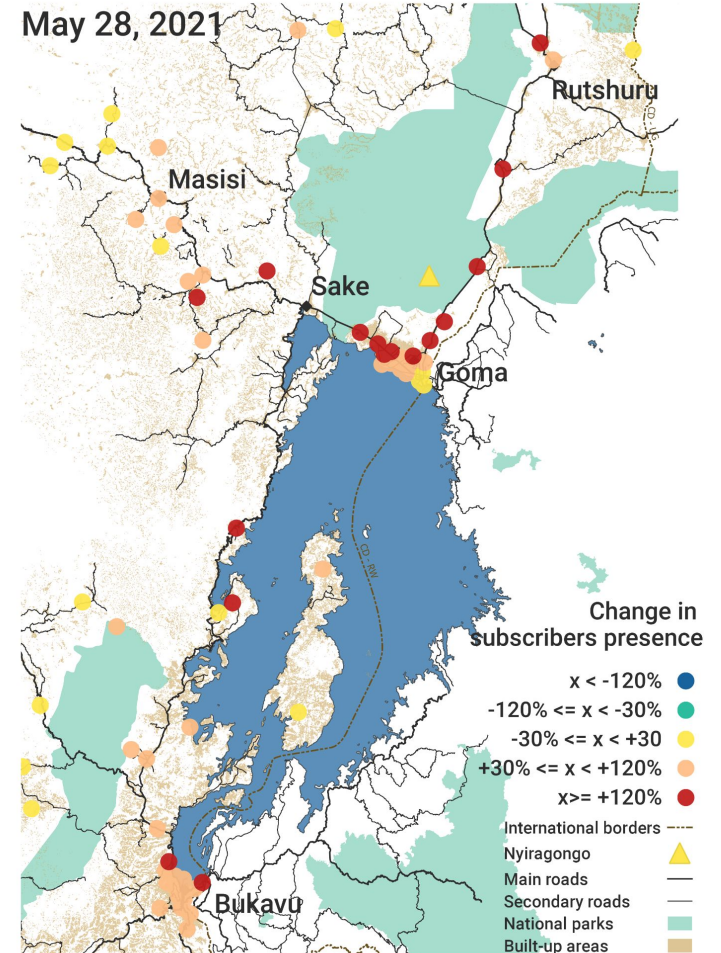 May 28, 2021
Rutshuru
Masisi
Sake
Goma
CD - RW
Bukavu
Change in
subscribers presence
x < -120%
-120% <= x < -30%
-30% <= x < +30
+30% <= x < +120%
x>= +120%
International borders
Nyiragongo
Main roads
Secondary roads
National parks
Built-up areas